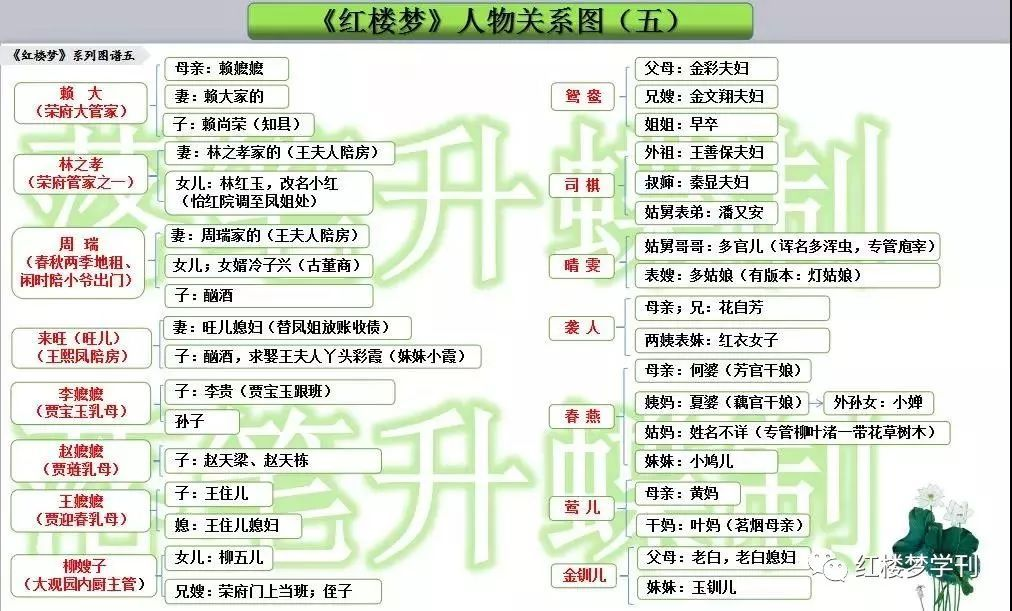 《红楼梦》人物关系图（五）
《红楼梦》系列图谱五
赖 大
（荣府大管家）
母亲：赖嬷嬷
妻：赖大家的
子：赖尚荣（知县）
林之孝
（荣府管家之一）
妻：林之孝家的（王夫人陪房）
女儿：林红玉，改名小红
（怡红院调至凤姐处）
周 瑞
（春秋两季地租、
闲时陪小爷出门）
妻：周瑞家的（王夫人陪房）
女儿；女婿冷子兴（古董商）
子：酗酒
来旺（旺儿）
（王熙凤陪房）
妻：旺儿媳妇（替凤姐放账收债）
子：酗酒，求娶王夫人丫头彩霞（妹妹小霞）
李嬷嬷
（贾宝玉乳母）
子：李贵（贾宝玉跟班）
孙子
赵嬷嬷
（贾琏乳母）
子：赵天梁、赵天栋
王嬷嬷
（贾迎春乳母）
子：王住儿
媳：王住儿媳妇
柳嫂子
（大观园内厨主管）
女儿：柳五儿
兄嫂：荣府门上当班；侄子
鸳鸯
父母：金彩夫妇
兄嫂：金文翔夫妇
姐姐：早卒
司棋
外祖：王善保夫妇
叔婶：秦显夫妇
姑舅表弟：潘又安
晴雯
姑舅哥哥：多官儿（诨名多浑虫，专管庖宰）
表嫂：多姑娘（有版本：灯姑娘）
袭人
母亲；兄：花自芳
两姨表妹：红衣女子
春燕
母亲：何婆（芳官干娘）
姨妈：夏婆（藕官干娘）
外孙女：小婵
姑妈：姓名不详（专管柳叶渚一带花草树木）
妹妹：小鸠儿
莺儿
母亲：黄妈
干妈：叶妈（茗烟母亲）
金钏儿
父母：老白，老白媳妇
妹妹：玉钏儿
红楼梦学刊